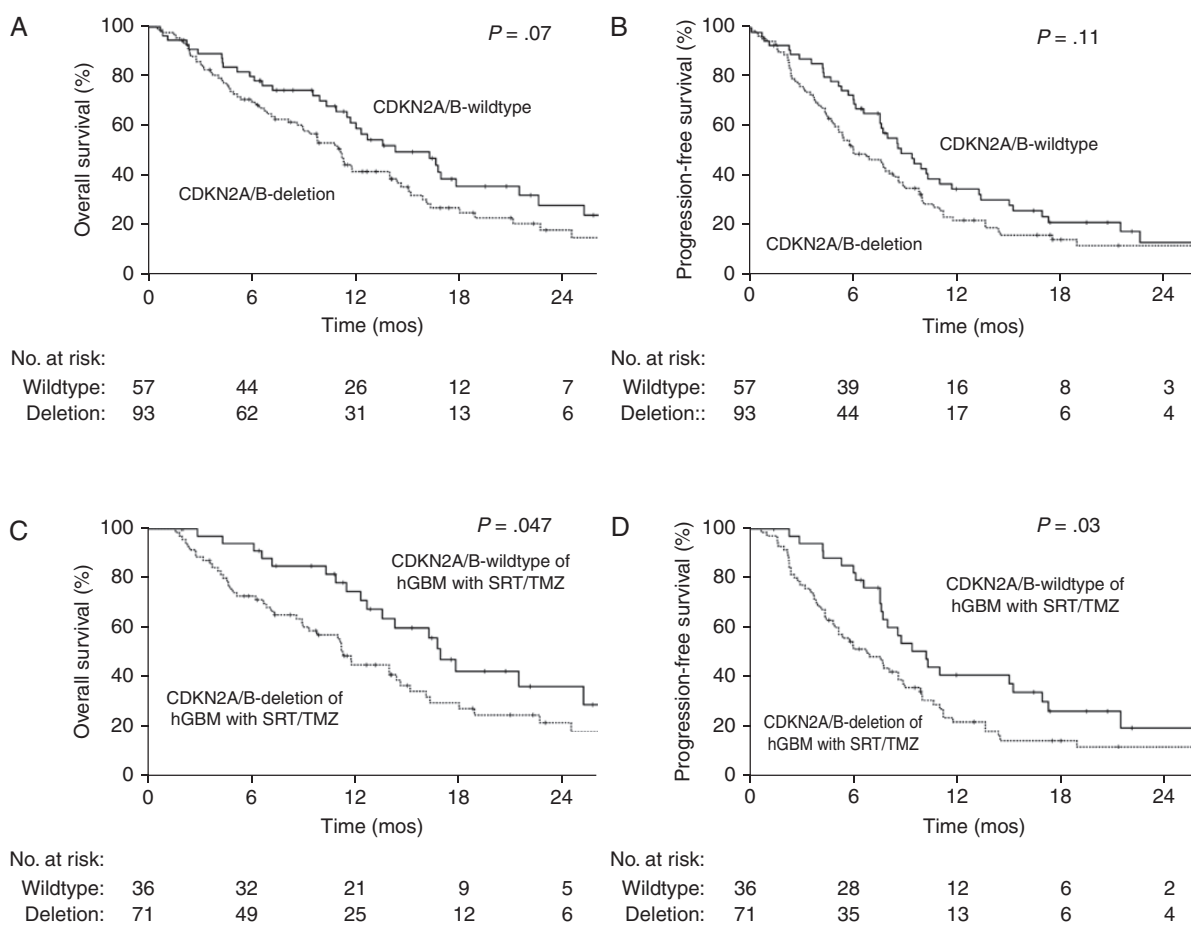 A
P = .07
100
80
60
40
20
0
Overall survival (%)
CDKN2A/B-wildtype
CDKN2A/B-deletion
0 6 12 18 24
Time (mos)
No. at risk:
Wildtype: 57 44 26 12 7
Deletion: 93 62 31 13 6
B
P = .11
100
80
60
40
20
0
Progression-free survival (%)
CDKN2A/B-wildtype
CDKN2A/B-deletion
0 6 12 18 24
Time (mos)
No. at risk:
Wildtype: 57 39 16 8 3
Deletion:: 93 44 17 6 4
C
P = .047
100
80
60
40
20
0
Overall survival (%)
CDKN2A/B-wildtype of
hGBM with SRT/TMZ
CDKN2A/B-deletion of
hGBM with SRT/TMZ
0 6 12 18 24
Time (mos)
No. at risk:
Wildtype: 36 32 21 9 5
Deletion: 71 49 25 12 6
D
P = .03
100
80
60
40
20
0
Progression-free survival (%)
CDKN2A/B-wildtype of
hGBM with SRT/TMZ
CDKN2A/B-deletion of
hGBM with SRT/TMZ
0 6 12 18 24
Time (mos)
No. at risk:
Wildtype: 36 28 12 6 2
Deletion: 71 35 13 6 4